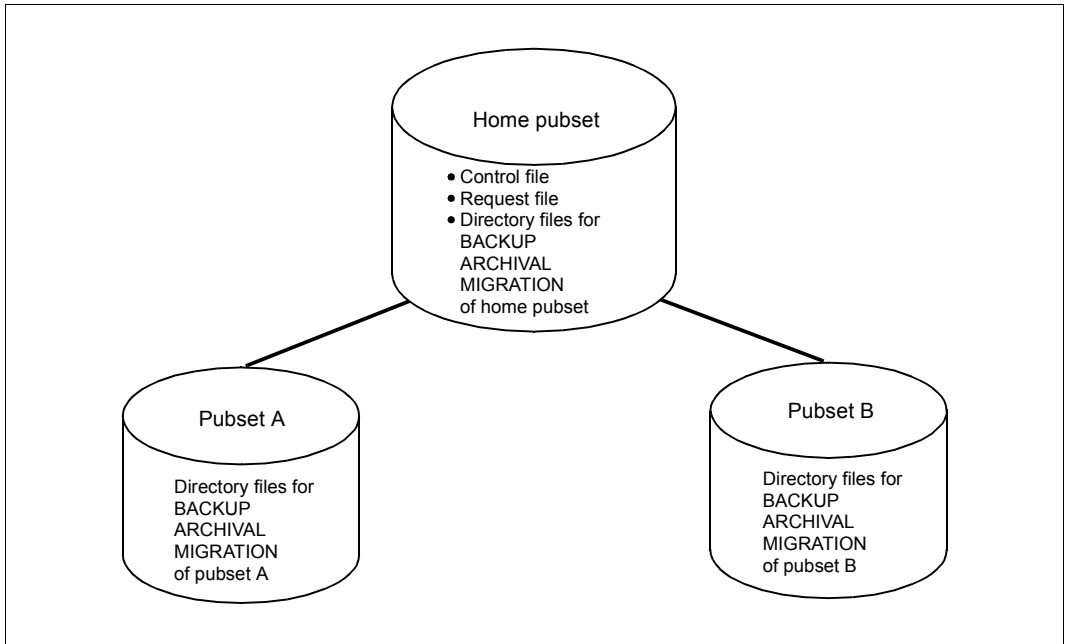 Home pubset
• Control file
• Request file
• Directory files for
BACKUP
ARCHIVAL
MIGRATION
of home pubset
Pubset A
Directory files for
BACKUP
ARCHIVAL
MIGRATION
of pubset A
Pubset B
Directory files for
BACKUP
ARCHIVAL
MIGRATION
of pubset B